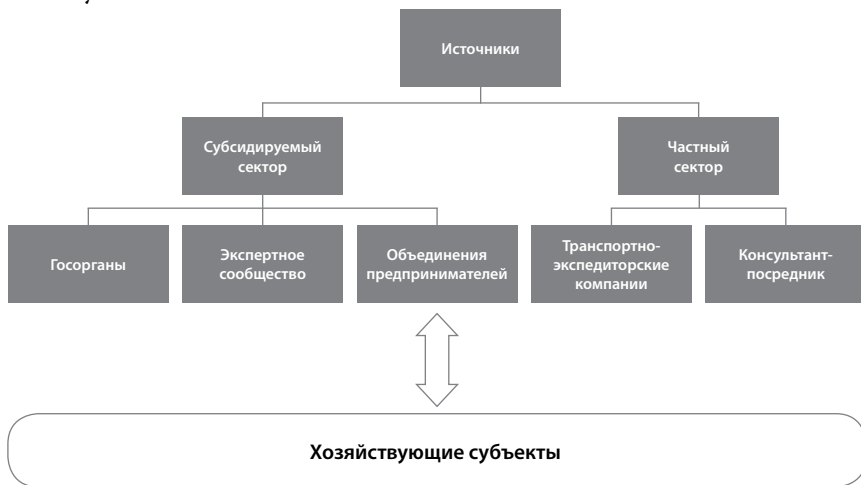 Источники
Субсидируемый
сектор
Частный
сектор
Госорганы
Экспертное
сообщество
Объединения
предпринимателей
Транспортно-
экспедиторские
компании
Консультант-
посредник
Хозяйствующие субъекты